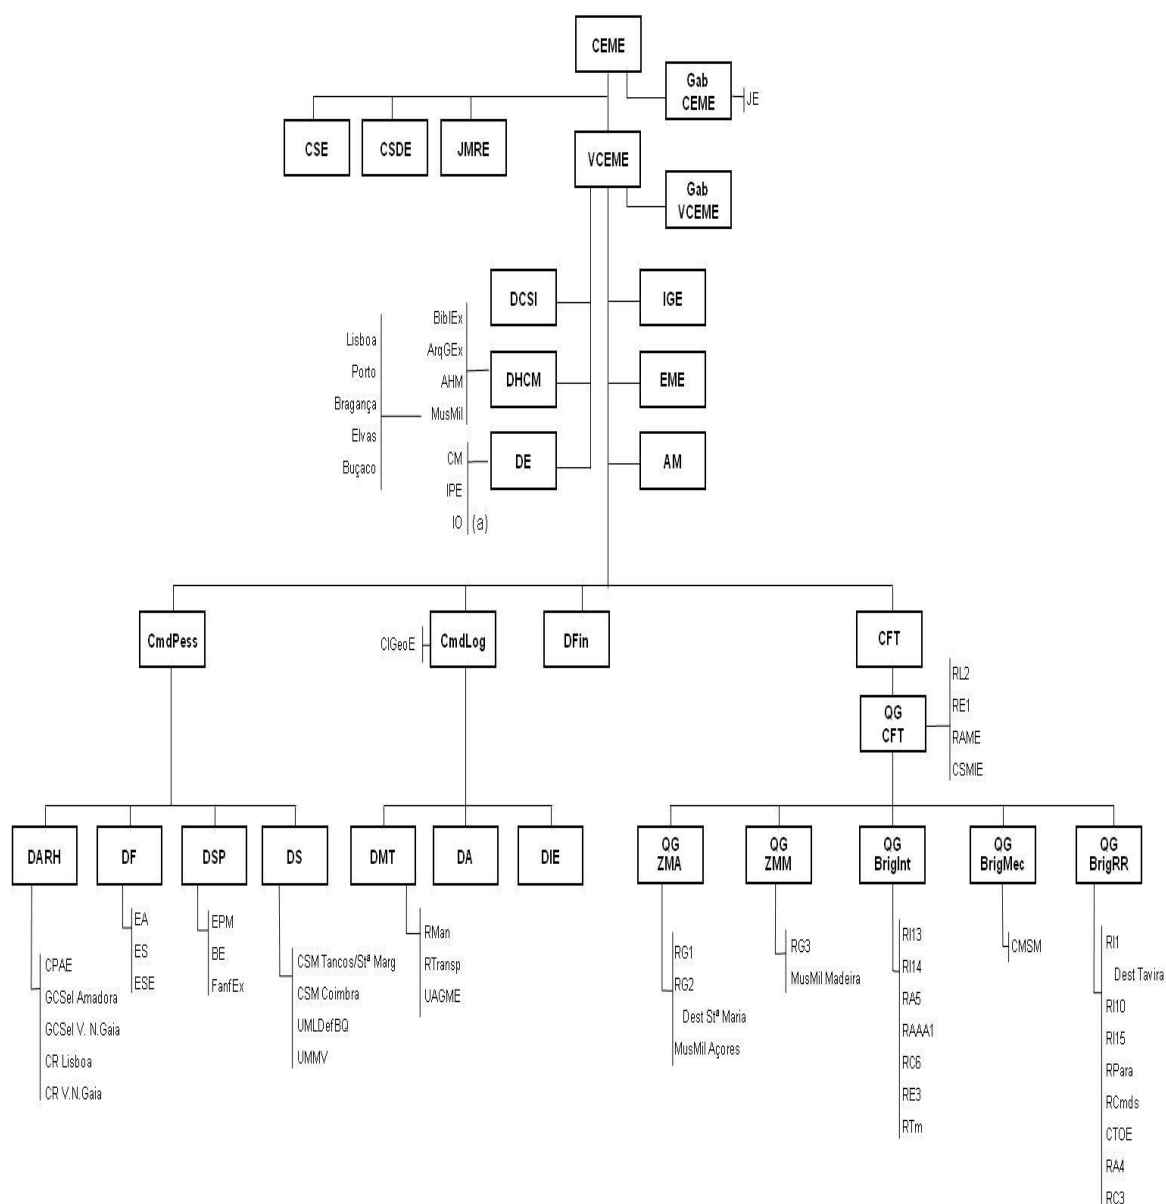 CEME
Gab
CEME
JE
CSE
CSDE
JMRE
VCEME
Gab
VCEME
DCSI
IGE
BiblEx
ArqGEx
AHM
MusMil
Lisboa
Porto
Bragança
Elvas
Buçaco
DHCM
EME
DE
AM
CM
IPE
IO (a)
CmdPess
CIGeoE
CmdLog
DFin
CFT
QG
CFT
RL2
RE1
RAME
CSMIE
DARH
DF
DSP
DS
DMT
DA
DIE
QG
ZMA
QG
ZMM
QG
BrigInt
QG
BrigMec
QG
BrigRR
CPAE
GCSel Amadora
GCSel V. N.Gaia
CR Lisboa
CR V.N.Gaia
EA
ES
ESE
EPM
BE
FanfEx
CSM Tancos/Stª Marg
CSM Coimbra
UMLDefBQ
UMMV
RMan
RTransp
UAGME
RG1
RG2
Dest Stª Maria
MusMil Açores
RG3
MusMil Madeira
RI13
RI14
RA5
RAAA1
RC6
RE3
RTm
CMSM
RI1
Dest Tavira
RI10
RI15
RPara
RCmds
CTOE
RA4
RC3